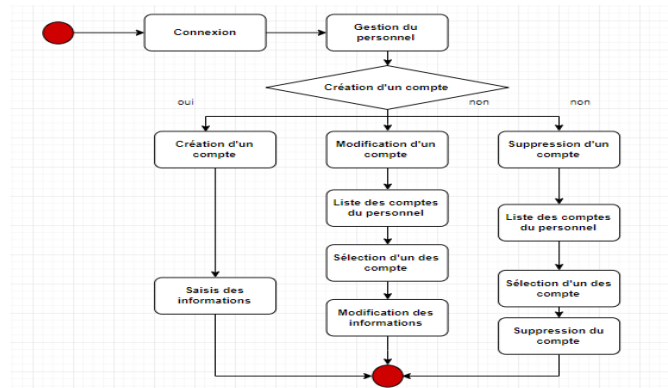 Connexion
Gestion du
personnel
Création d'un compte
oui
non
non
Création d'un
compte
Modification d'un
compte
Suppression d'un
compte
Liste des comptes
du personnel
Liste des comptes
du personnel
Sélection d'un des
compte
Sélection d'un des
compte
Saisis des
informations
Modification des
informations
Suppression du
compte